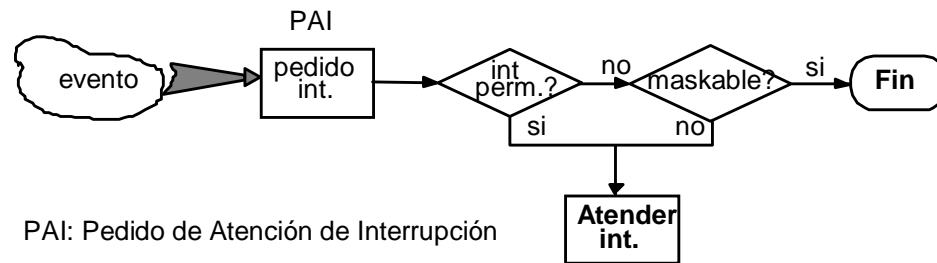 PAI
evento
pedido
int.
int
perm.?
no
maskable?
si
Fin
si
no
Atender
int.
PAI: Pedido de Atención de Interrupción